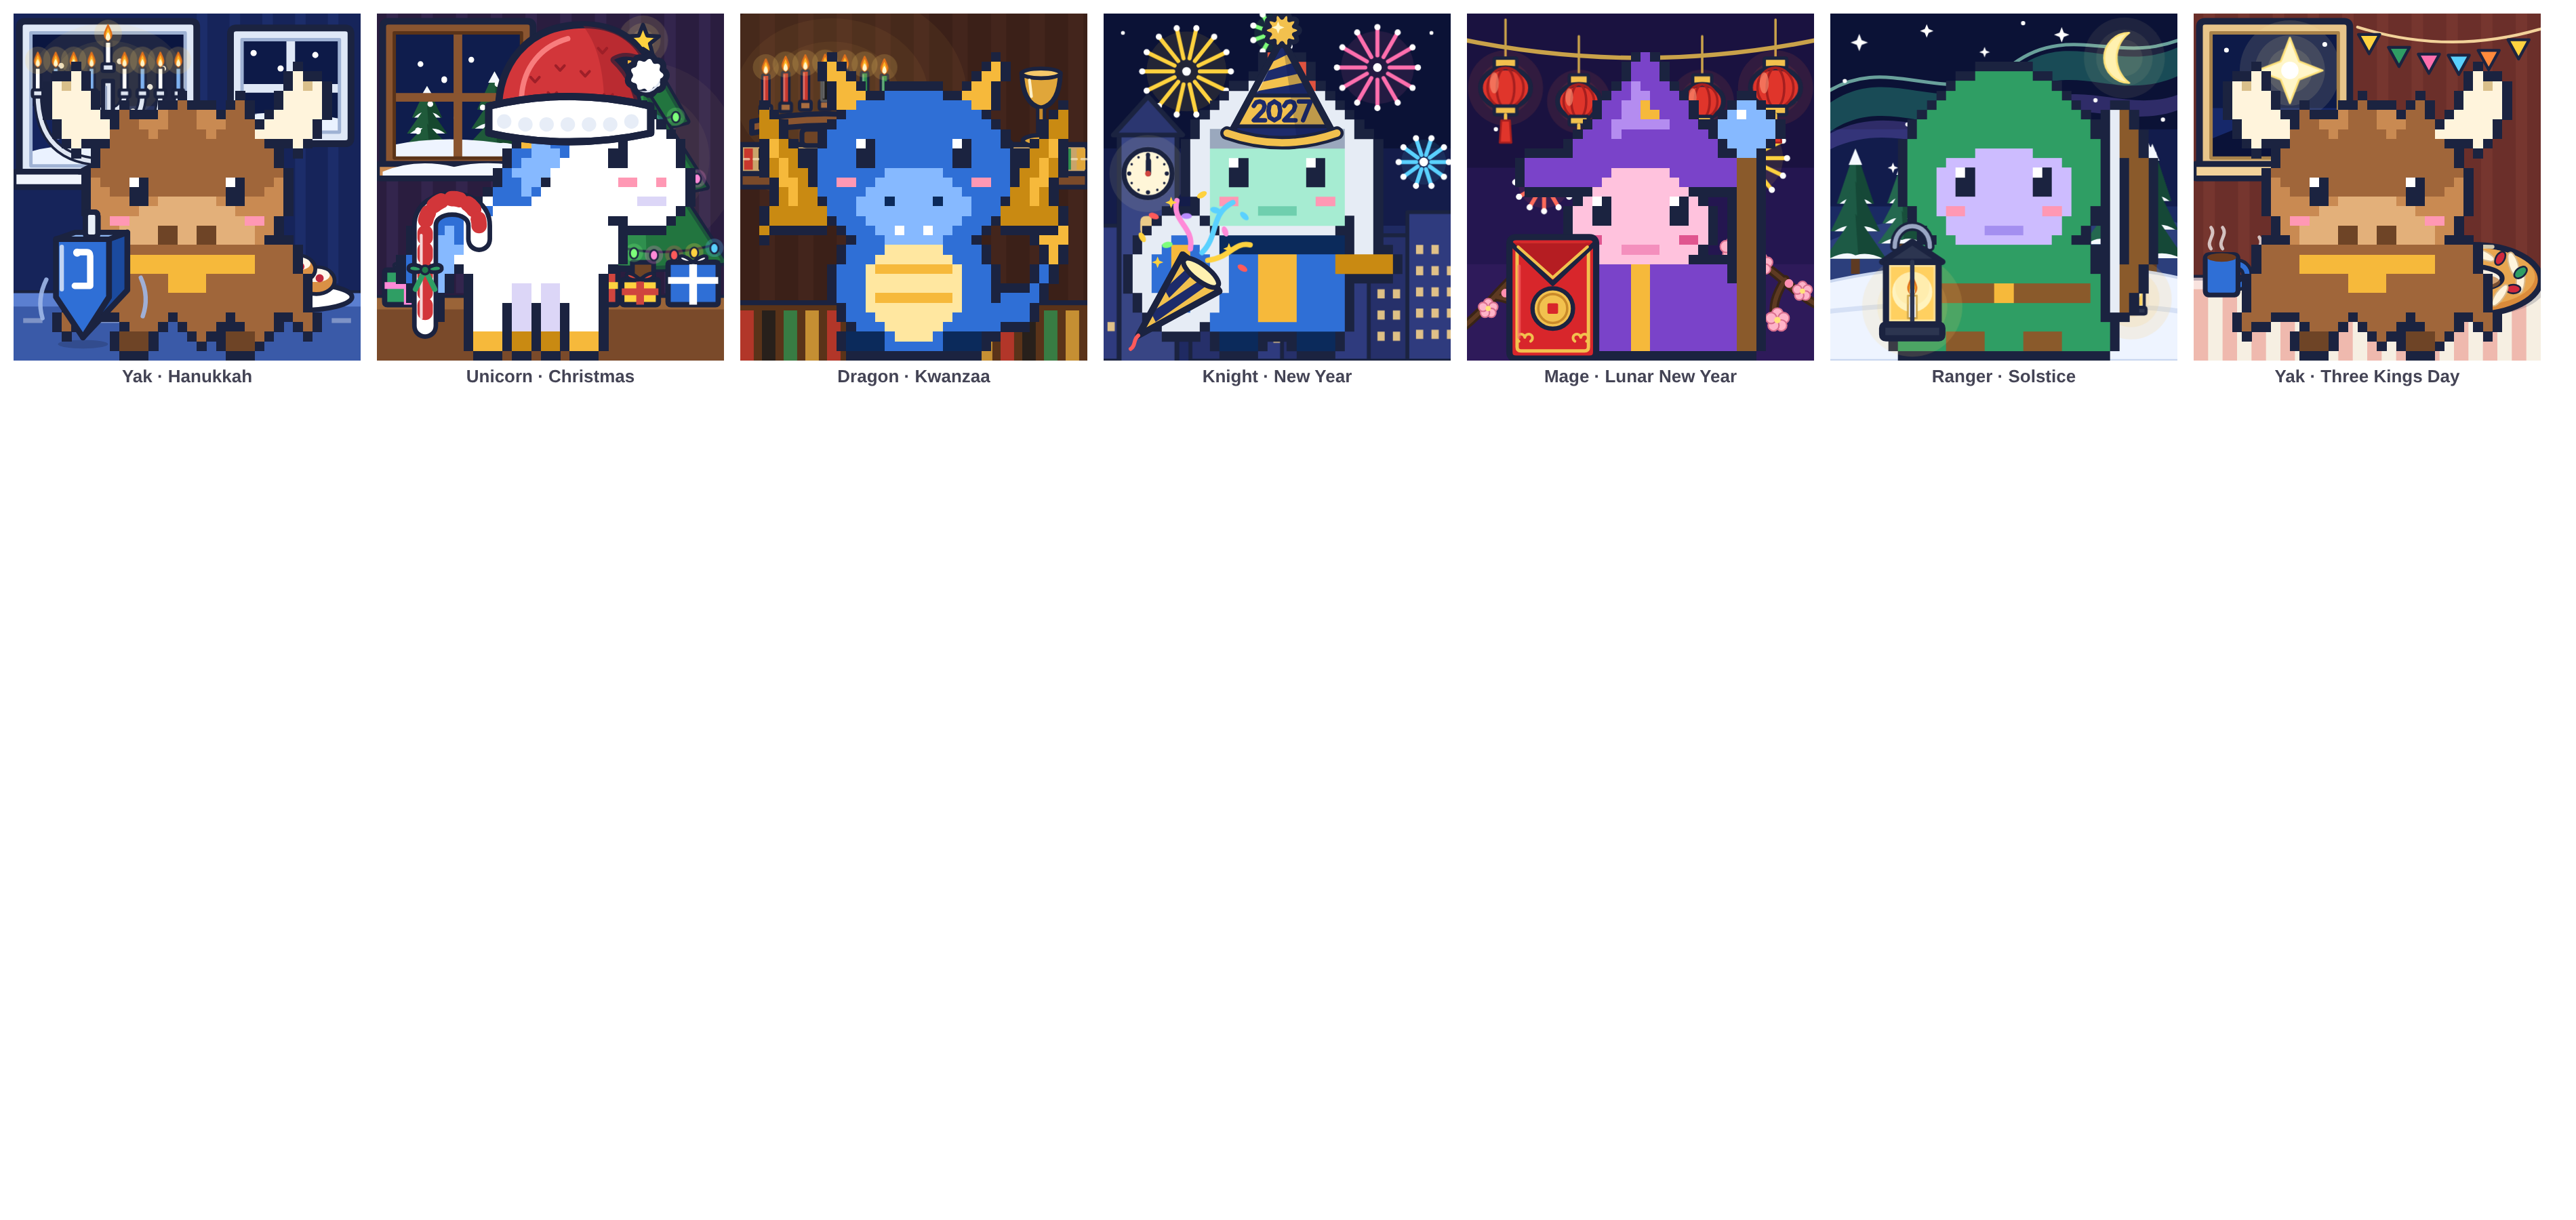 2027
נ
Yak · Hanukkah
Unicorn · Christmas
Dragon · Kwanzaa
Knight · New Year
Mage · Lunar New Year
Ranger · Solstice
Yak · Three Kings Day